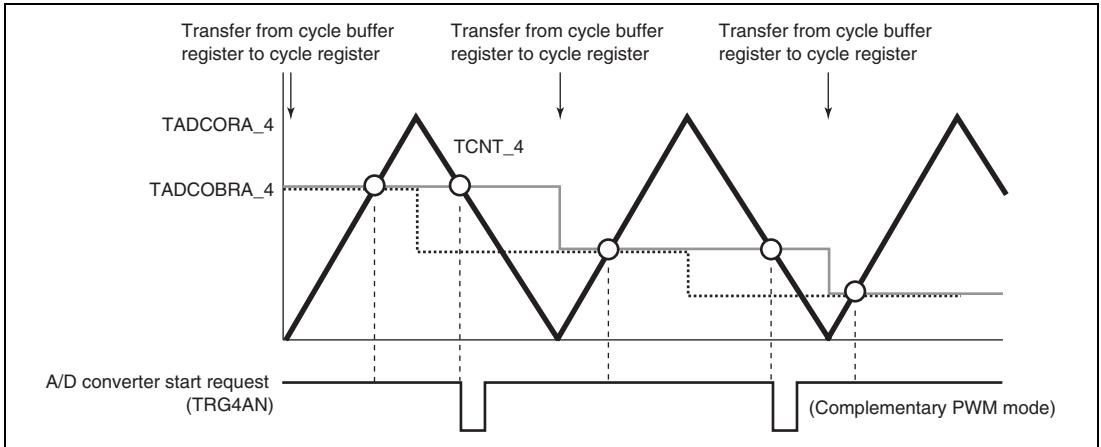 Transfer from cycle buffer
register to cycle register
Transfer from cycle buffer
register to cycle register
Transfer from cycle buffer
register to cycle register
TADCORA_4
TCNT_4
TADCOBRA_4
A/D converter start request
(TRG4AN)
(Complementary PWM mode)